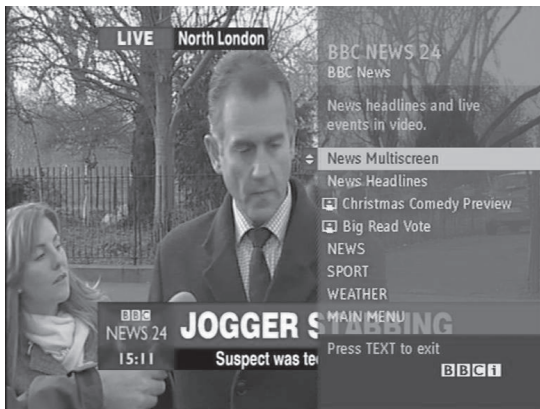 LIVE North London
BBC NEWS 24
BBC News
News headlines and live
events in video.
News Multiscreen
News Headlines
Christmas Comedy Preview
Big Read Vote
NEWS
SPORT
WEATHER
MAIN MENU
Press TEXT to exit
BBCi
BBC
NEWS 24
15:11
JOGGER STABBING
Suspect was